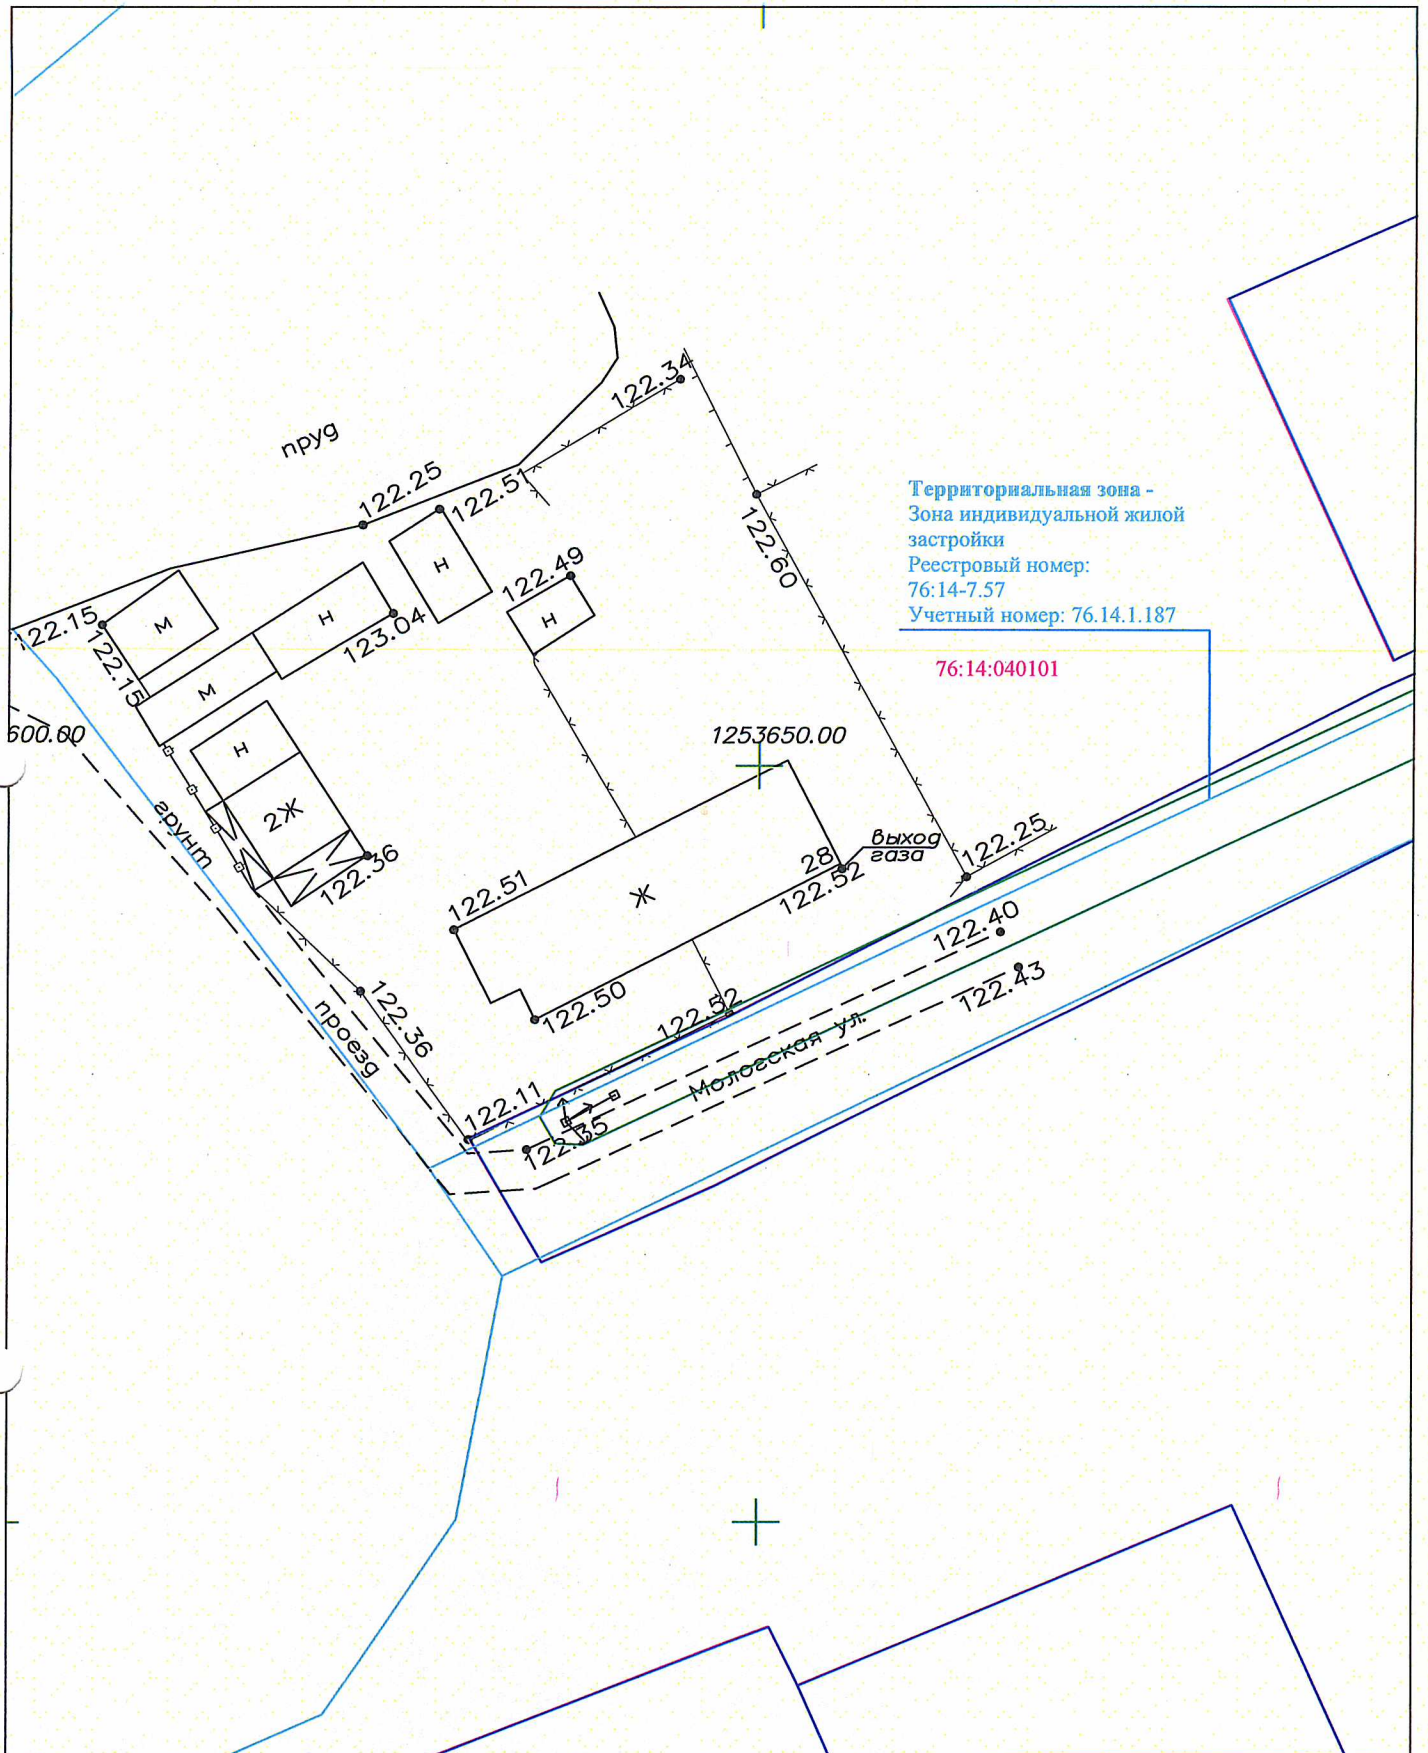 122.34
пруд
122.25
122.51
Территориальная зона -
Зона индивидуальной жилой
застройки
Реестровый номер:
76:14-7.57
Учетный номер: 76.14.1.187
76:14:040101
122.60
122.49
н
н
н
м
122.15
122.15
123.04
м
600.00
н
1253650.00
2Ж
грунт
122.36
выход
газа
28
122.52
122.25
122.51
Ж
122.40
122.43
122.50
122.52
проезд
122.36
Мологская ул.
122.11
122.35